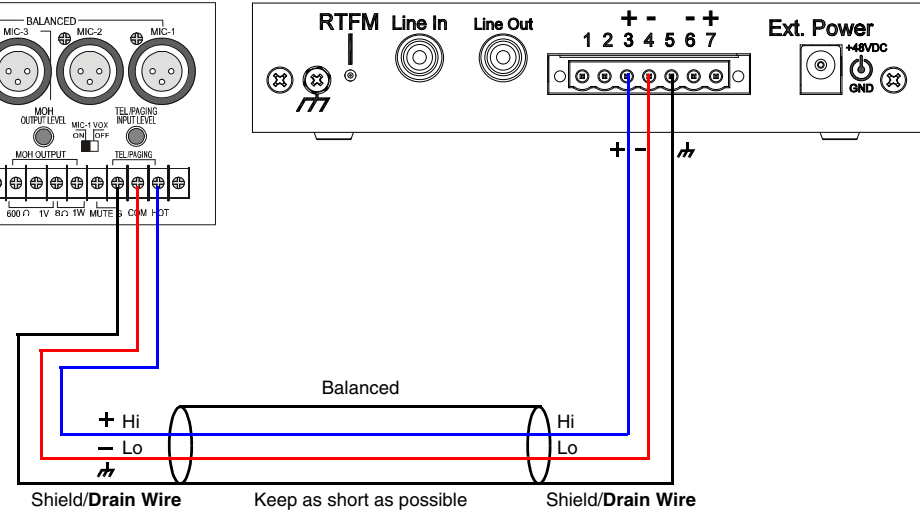 BALANCED
MIC-3 MIC-2 MIC-1
MOH
OUTPUT LEVEL
TEL/PAGING
INPUT LEVEL
MIC-1 VOX
ON OFF
MOH OUTPUT
TEL/PAGING
600 Ω 1V 8Ω 1W MUTE G COM HOT
RTFM Line In Line Out
+ - - +
1 2 3 4 5 6 7
Ext. Power
+48VDC
GND
+ -
Balanced
+ Hi
Hi
− Lo
Lo
Shield/Drain Wire
Keep as short as possible
Shield/Drain Wire